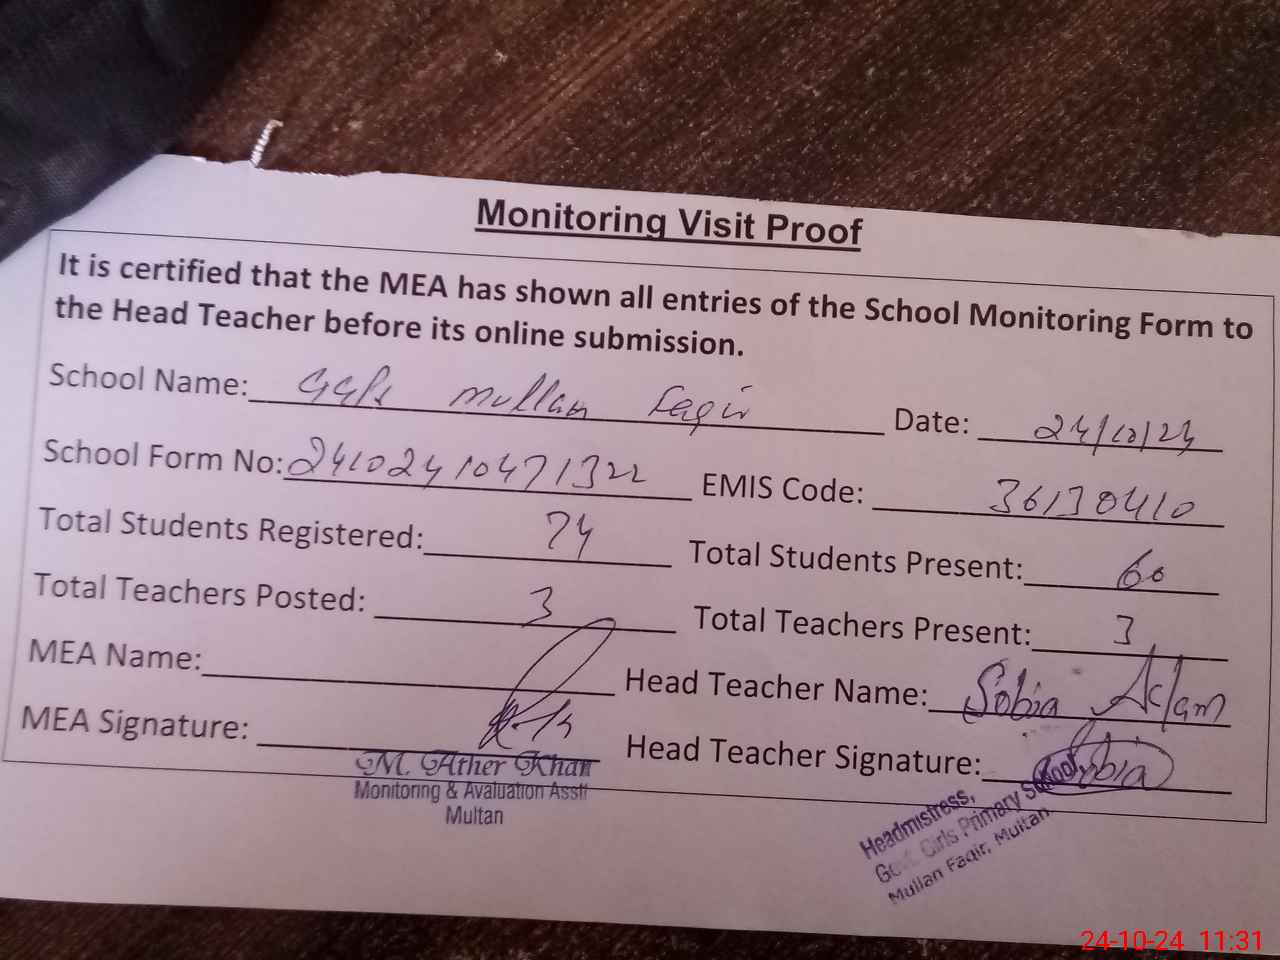 Monitoring Visit Proof
It is certified that the MEA has shown all entries of the School Monitoring Form to
the Head Teacher before its online submission.
School Name: GGPS Mullan Faqir Date: 24/10/24
School Form No: 24102410471322 EMIS Code: 36130410
Total Students Registered: 74 Total Students Present: 60
Total Teachers Posted: 3 Total Teachers Present: 3
MEA Name: Head Teacher Name: Sobia Aslam
MEA Signature: Head Teacher Signature: Sobia
M. Ather Khan
Monitoring & Avaluation Asstt
Multan
Headmistress,
Govt. Girls Primary School
Mullan Faqir, Multan
24-10-24 11:31